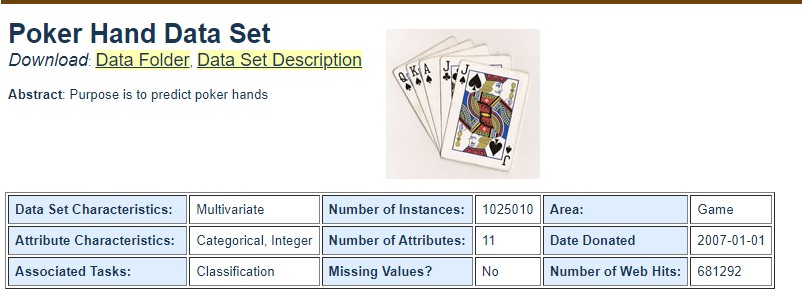 Poker Hand Data Set
Download: Data Folder, Data Set Description
Abstract: Purpose is to predict poker hands
Q K A J J
J
Data Set Characteristics: Multivariate Number of Instances: 1025010 Area: Game
Attribute Characteristics: Categorical, Integer Number of Attributes: 11 Date Donated 2007-01-01
Associated Tasks: Classification Missing Values? No Number of Web Hits: 681292